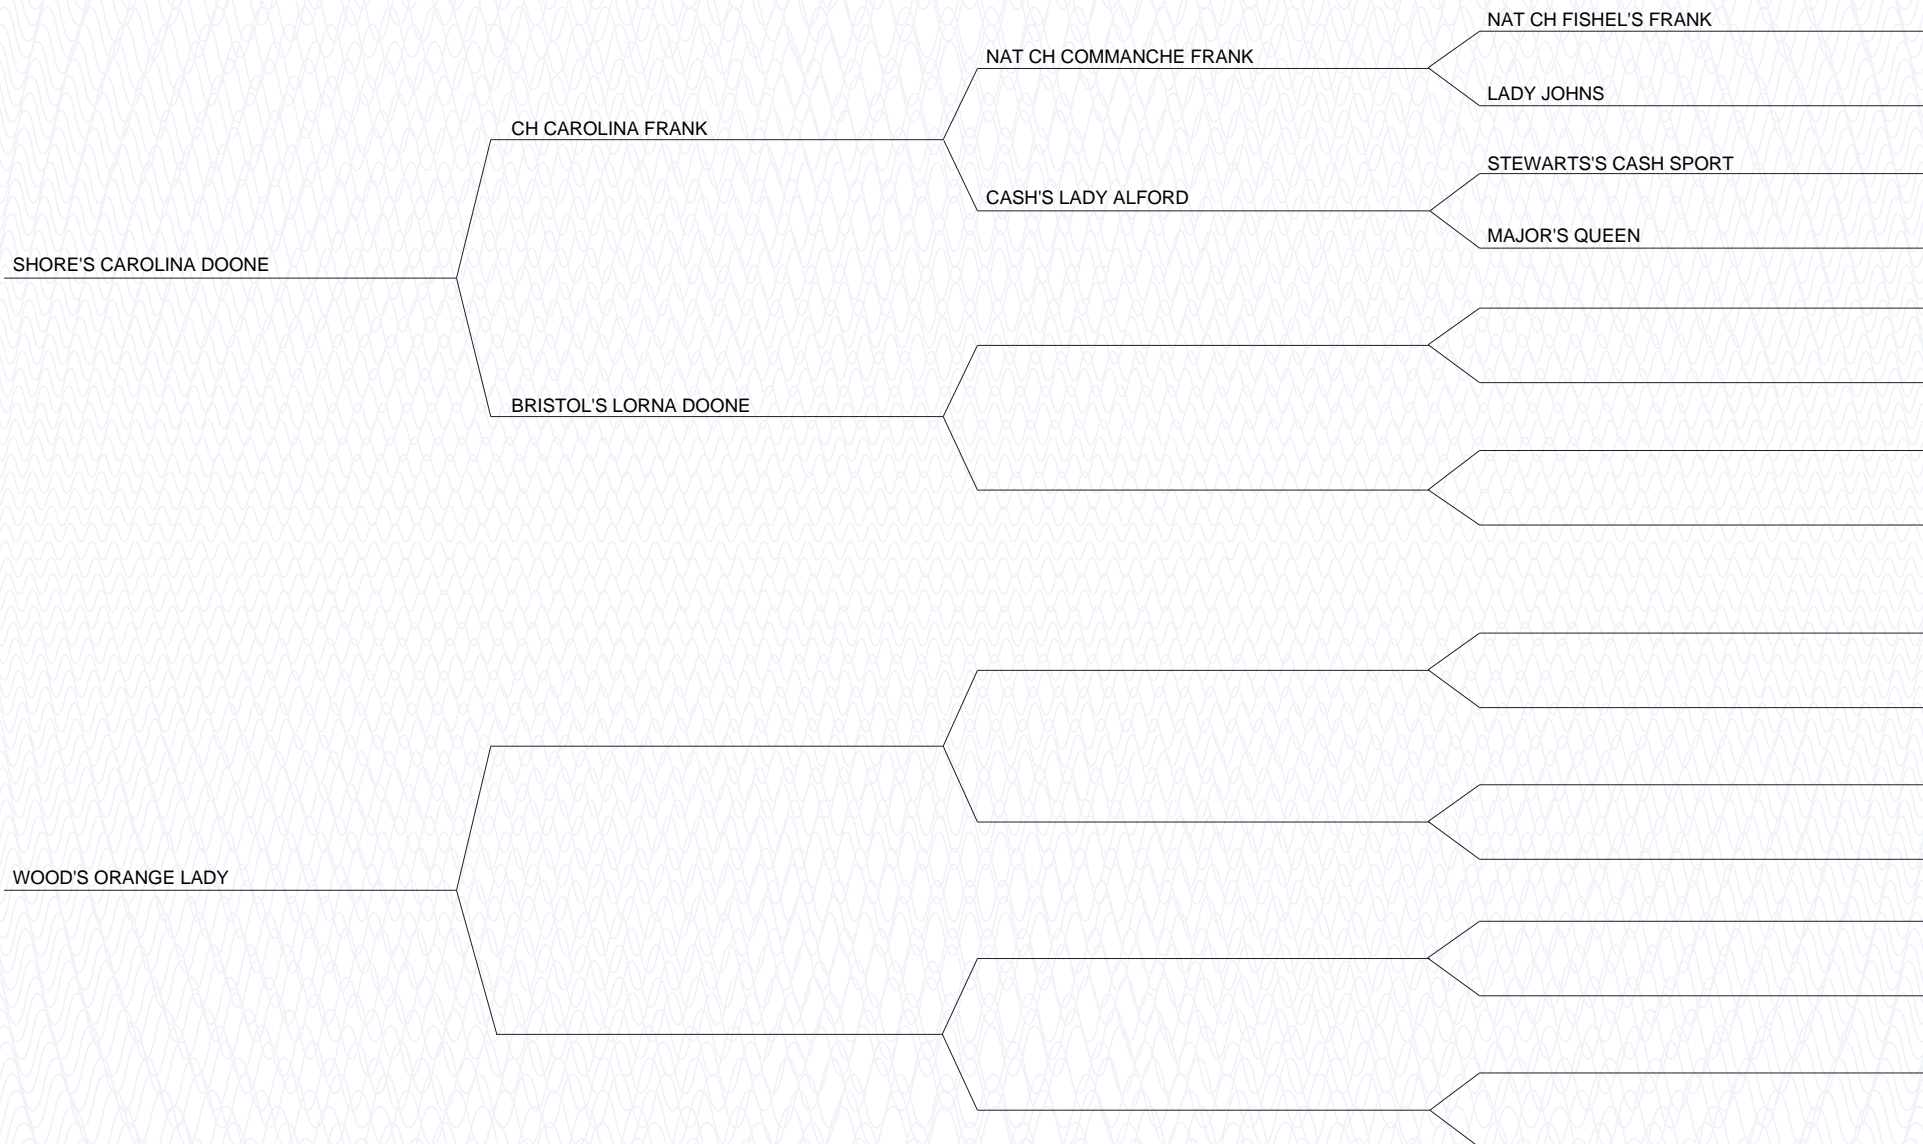 NAT CH FISHEL'S FRANK
NAT CH COMMANCHE FRANK
LADY JOHNS
CH CAROLINA FRANK
STEWARTS'S CASH SPORT
CASH'S LADY ALFORD
MAJOR'S QUEEN
SHORE'S CAROLINA DOONE
BRISTOL'S LORNA DOONE
WOOD'S ORANGE LADY